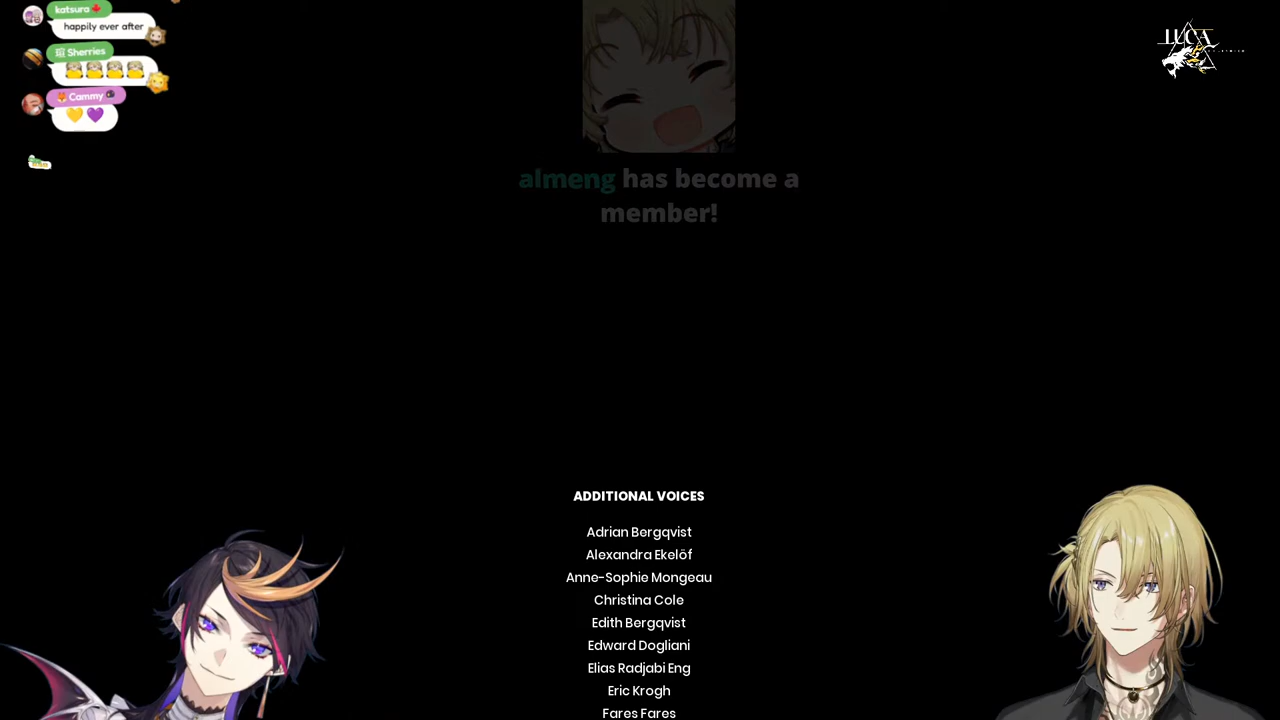 katsura
happily ever after
Sherries
Cammy
LUCA
almeng has become a
member!
ADDITIONAL VOICES
Adrian Bergqvist
Alexandra Ekelöf
Anne-Sophie Mongeau
Christina Cole
Edith Bergqvist
Edward Dogliani
Elias Radjabi Eng
Eric Krogh
Fares Fares